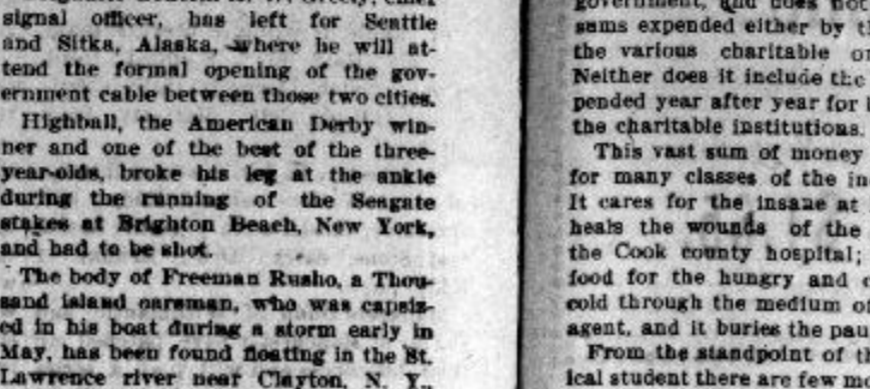 signal officer, has left for Seattle
and Sitka, Alaska, where he will at-
tend the formal opening of the gov-
ernment cable between those two cities.
Highball, the American Derby win-
ner and one of the best of the three-
year-olds, broke his leg at the ankle
during the running of the Seagate
stakes at Brighton Beach, New York,
and had to be shot.
The body of Freeman Rusho, a Thou-
sand island oarsman, who was capsiz-
ed in his boat during a storm early in
May, has been found floating in the St.
Lawrence river near Clayton, N. Y.,
government, and does not
sums expended either by
the various charitable
Neither does it include the
pended year after year for
the charitable institutions.
This vast sum of money
for many classes of the
It cares for the insane at
heals the wounds of the
the Cook county hospital;
food for the hungry and
cold through the medium
agent, and it buries the
From the standpoint of
ical student there are few